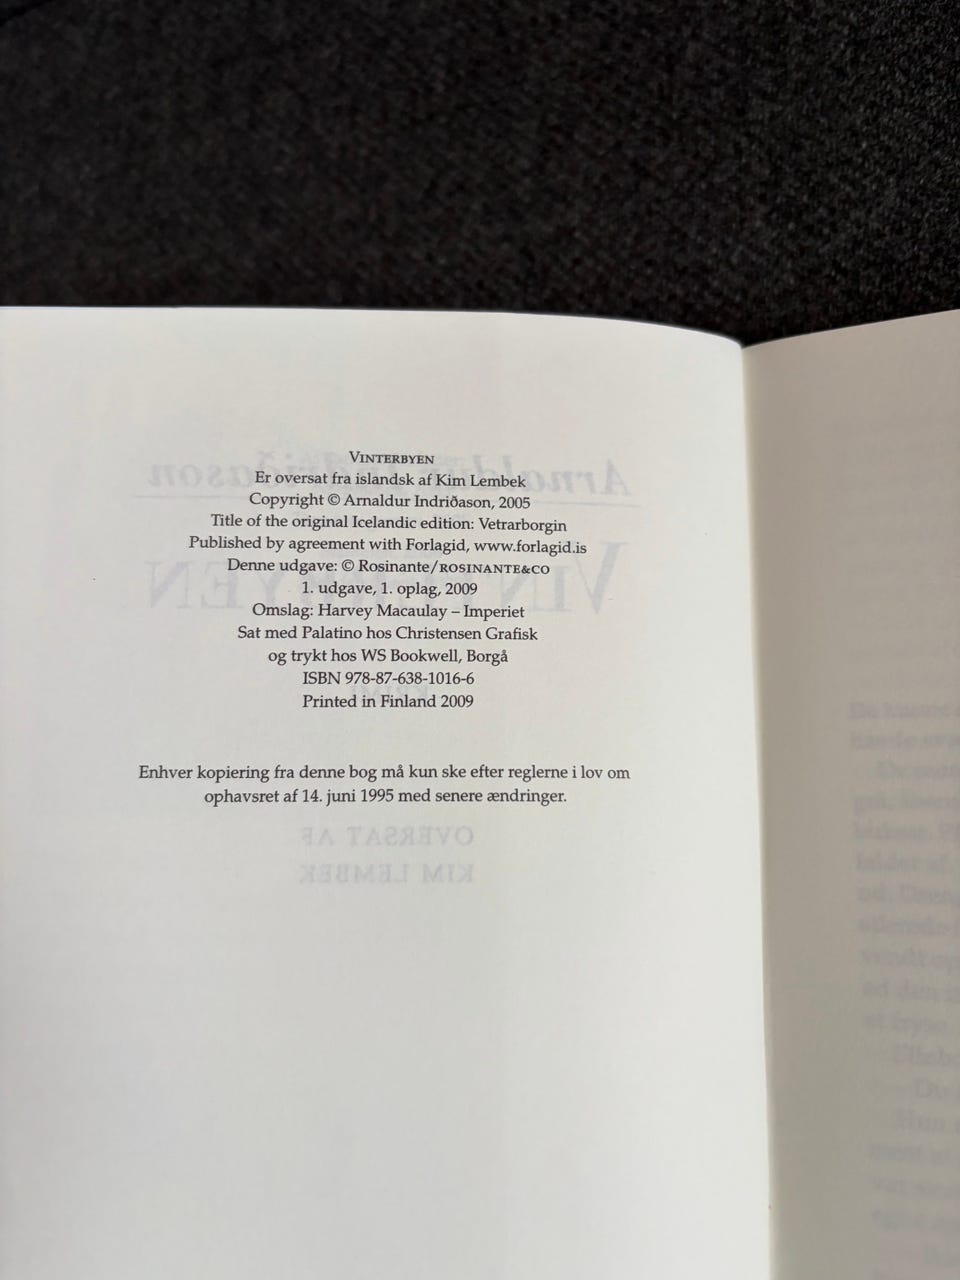 VINTERBYEN
Er oversat fra islandsk af Kim Lembek
Copyright © Arnaldur Indriðason, 2005
Title of the original Icelandic edition: Vetrarborgin
Published by agreement with Forlagid, www.forlagid.is
Denne udgave: © Rosinante/ROSINANTE&CO
1. udgave, 1. oplag, 2009
Omslag: Harvey Macaulay – Imperiet
Sat med Palatino hos Christensen Grafisk
og trykt hos WS Bookwell, Borgå
ISBN 978-87-638-1016-6
Printed in Finland 2009
Enhver kopiering fra denne bog må kun ske efter reglerne i lov om
ophavsret af 14. juni 1995 med senere ændringer.
OVERSAT AF
KIM LEMBEK